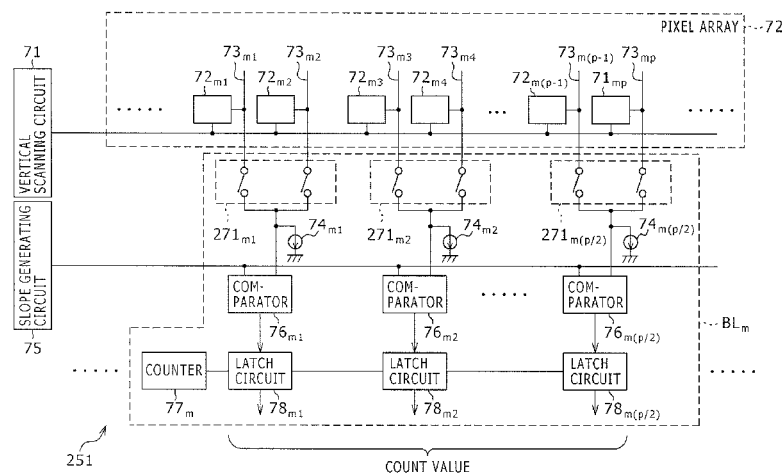 PIXEL ARRAY 72
71
VERTICAL SCANNING CIRCUIT
73m1 73m2 73m3 73m4 73m(p-1) 73mp
72m1 72m2 72m3 72m4 72m(p-1) 71mp
..... ... .....
271m1 271m2 271m(p/2)
74m1 74m2 74m(p/2)
SLOPE GENERATING CIRCUIT
75
COM-
PARATOR
COM-
PARATOR
.....
COM-
PARATOR
76m1 76m2 76m(p/2)
BLm
..... COUNTER
LATCH
CIRCUIT
LATCH
CIRCUIT
LATCH
CIRCUIT
.....
77m 78m1 78m2 78m(p/2)
251
COUNT VALUE